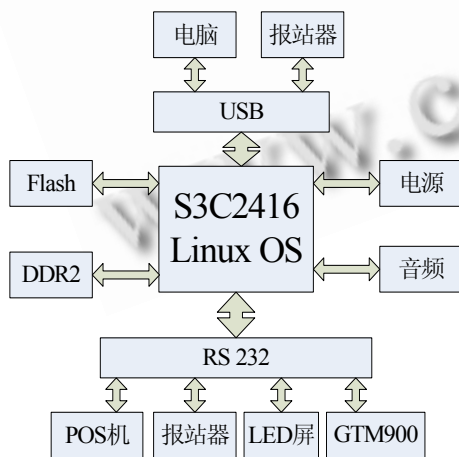 电脑
报站器
USB
Flash
S3C2416
Linux OS
电源
DDR2
音频
RS 232
POS机
报站器
LED屏
GTM900